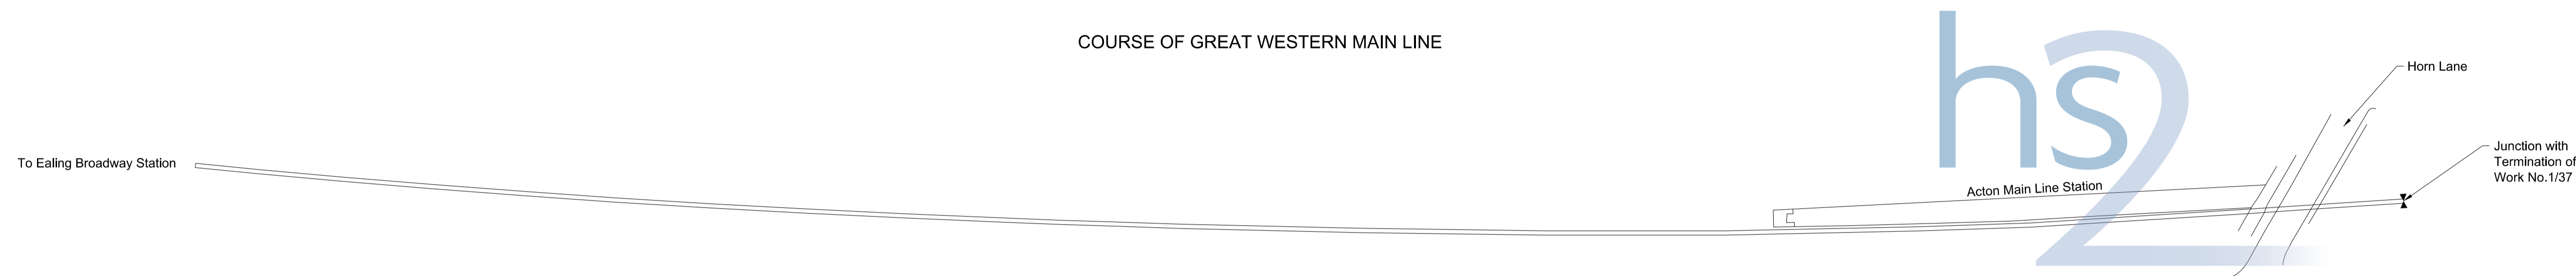 COURSE OF GREAT WESTERN MAIN LINE
hs2
Horn Lane
To Ealing Broadway Station
Junction with
Termination of
Work No.1/37
Acton Main Line Station